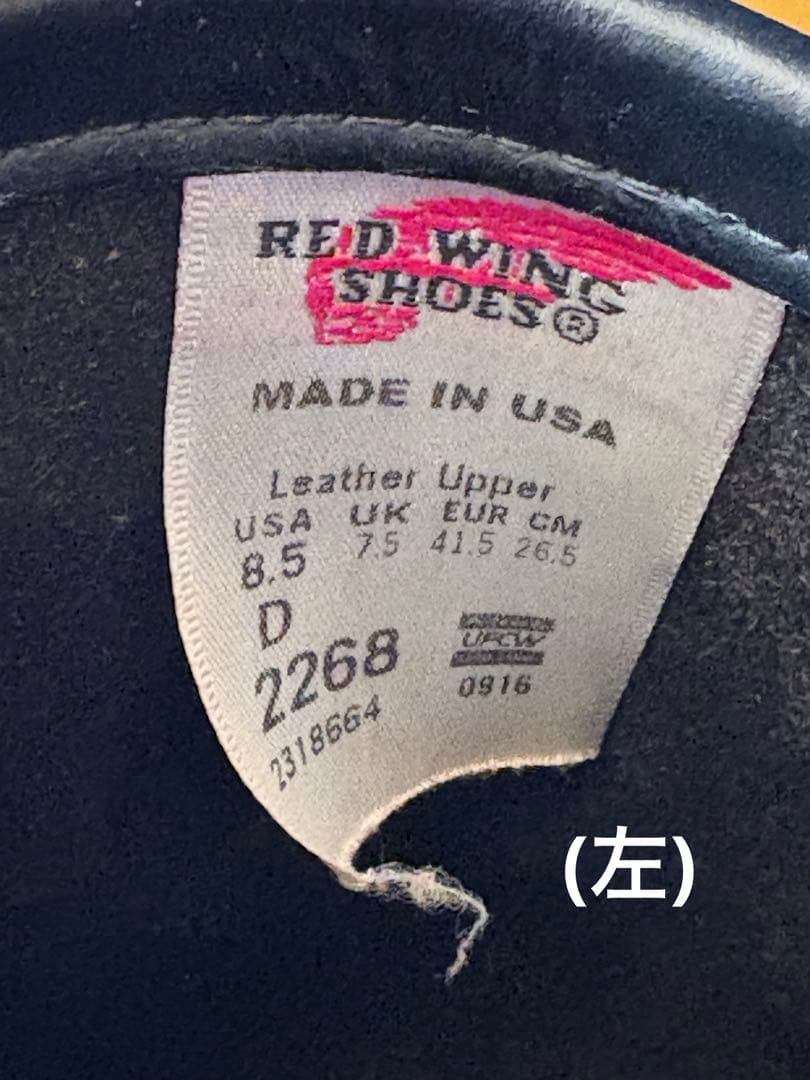 RED WING
SHOES®
MADE IN USA
Leather Upper
USA UK EUR CM
8.5 7.5 41.5 26.5
D
2268
UFCW
0916
2318664
(左)